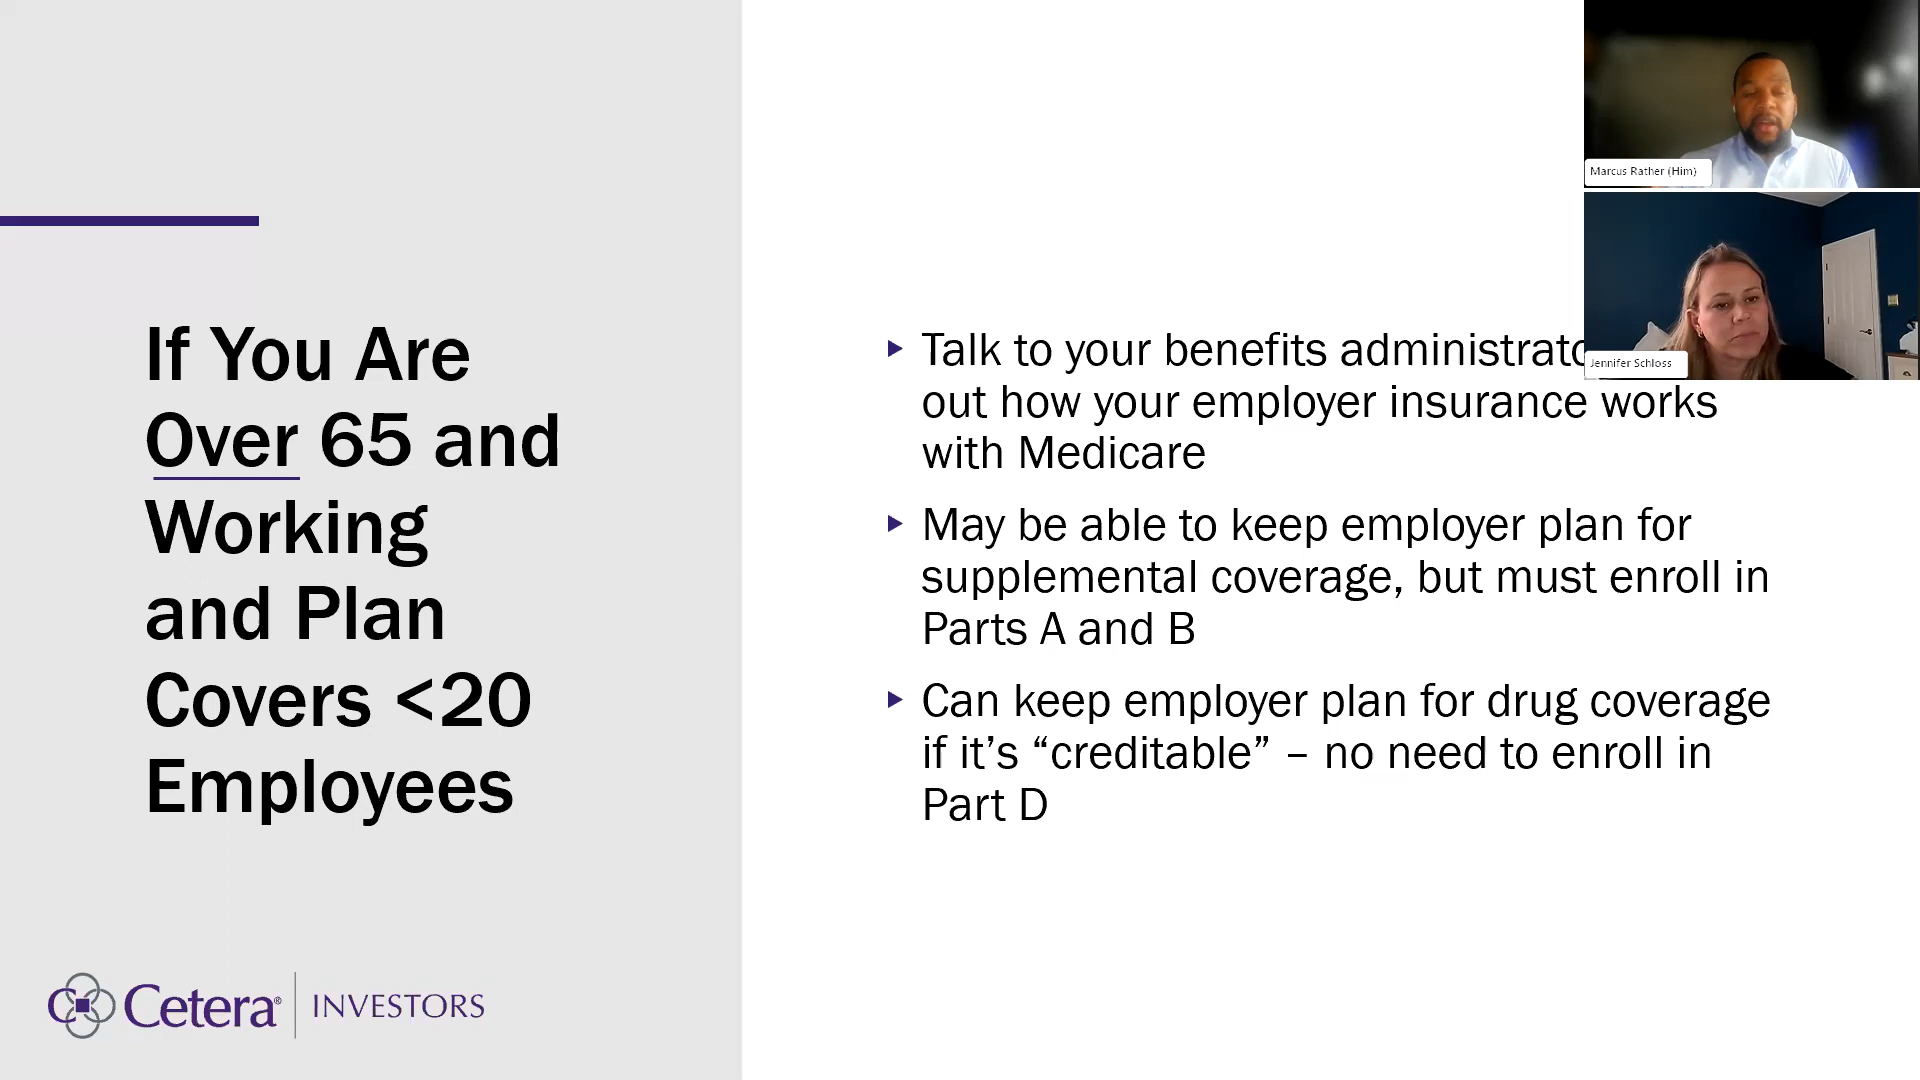 If You Are
Over 65 and
Working
and Plan
Covers <20
Employees
Talk to your benefits administrato
out how your employer insurance works
with Medicare
May be able to keep employer plan for
supplemental coverage, but must enroll in
Parts A and B
Can keep employer plan for drug coverage
if it’s “creditable” – no need to enroll in
Part D
Marcus Rather (Him)
Jennifer Schloss
Cetera® | INVESTORS